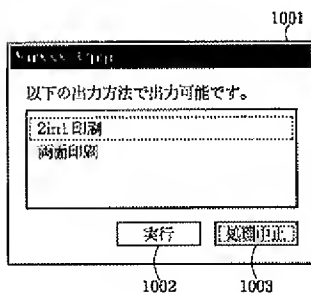 1001
以下の出力方法で出力可能です。
2in1印刷
両面印刷
実行
処理中止
1002
1003